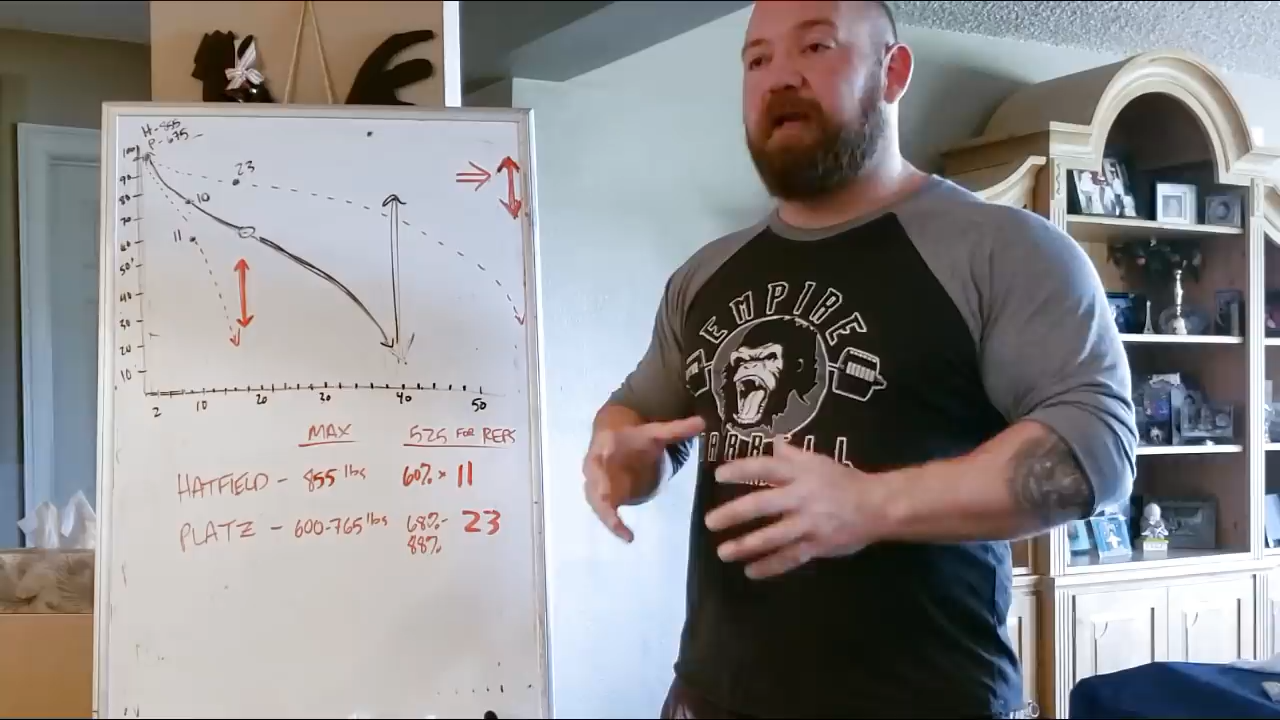 H-855
P-675
100
90
23
80
10
70
11
60
50
40
30
20
10
2 10 20 30 40 50
MAX 525 FOR REPS
HATFIELD - 855 lbs 60% × 11
PLATZ - 600-765 lbs 68%- 23
88%
EMPIRE
BARBELL